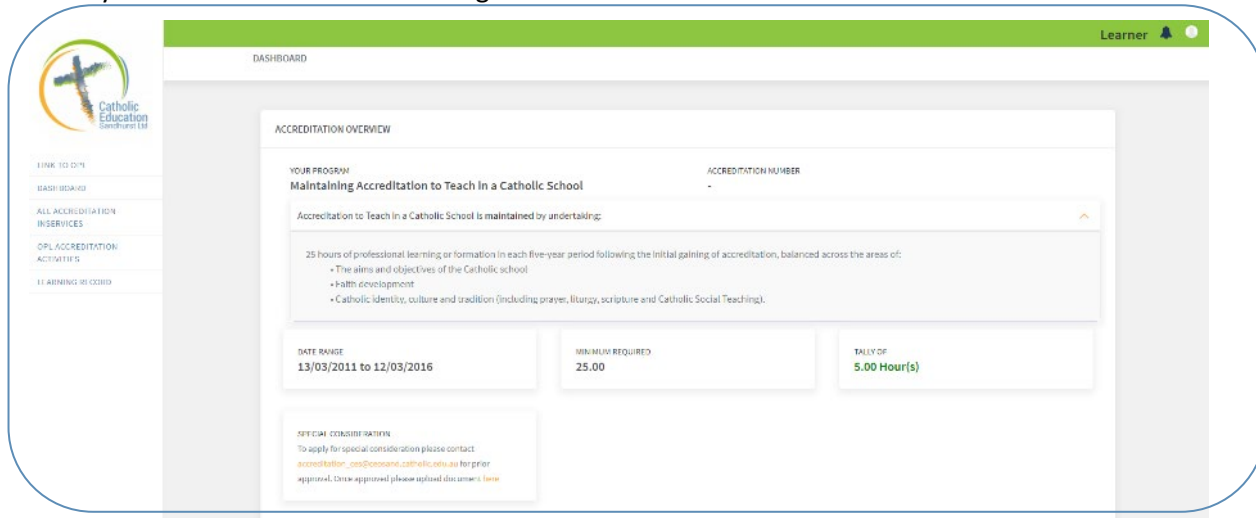 Learner
Catholic
Education
Sandhurst Ltd
LINK TO OPL
DASHBOARD
ALL ACCREDITATION
INSERVICES
OPL ACCREDITATION
ACTIVITIES
LEARNING RECORD
DASHBOARD
ACCREDITATION OVERVIEW
YOUR PROGRAM
Maintaining Accreditation to Teach in a Catholic School
ACCREDITATION NUMBER
-
Accreditation to Teach in a Catholic School is maintained by undertaking:
25 hours of professional learning or formation in each five-year period following the initial gaining of accreditation, balanced across the areas of:
• The aims and objectives of the Catholic school
• Faith development
• Catholic identity, culture and tradition (including prayer, liturgy, scripture and Catholic Social Teaching).
DATE RANGE
13/03/2011 to 12/03/2016
MINIMUM REQUIRED
25.00
TALLY OF
5.00 Hour(s)
SPECIAL CONSIDERATION
To apply for special consideration please contact
accreditation_ces@ceosand.catholic.edu.au for prior
approval. Once approved please upload document here